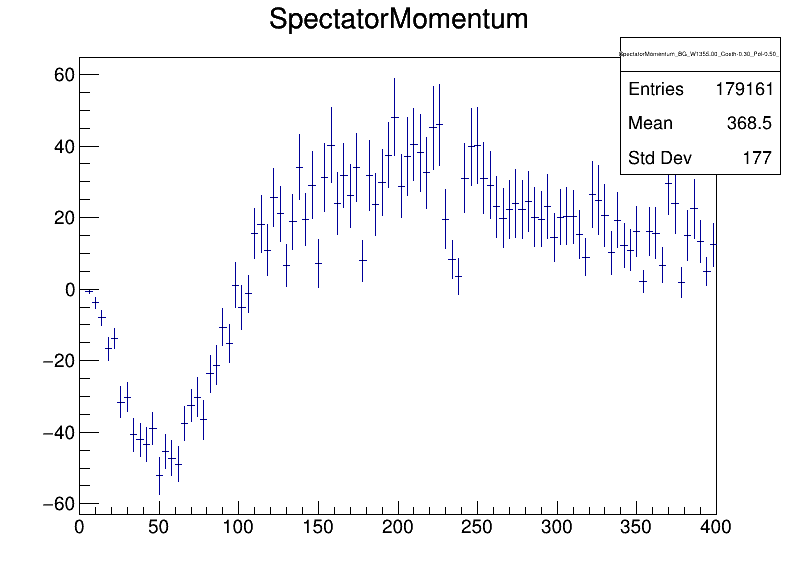 SpectatorMomentum
SpectatorMomentum_BG_W1355.00_Costh-0.30_Pol-0.50_
Entries 179161
Mean 368.5
Std Dev 177
60
40
20
0
−20
−40
−60
0 50 100 150 200 250 300 350 400